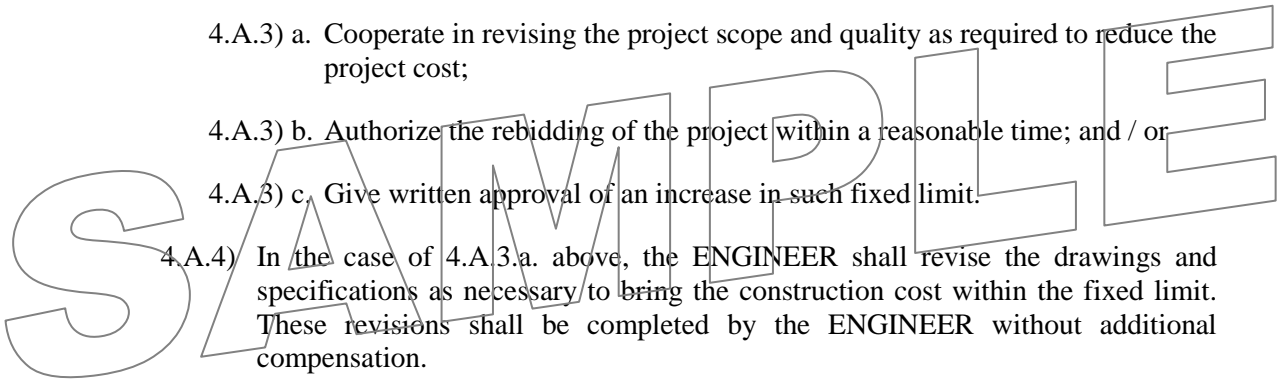 4.A.3) a. Cooperate in revising the project scope and quality as required to reduce the
project cost;
4.A.3) b. Authorize the rebidding of the project within a reasonable time; and / or
4.A.3) c. Give written approval of an increase in such fixed limit.
4.A.4) In the case of 4.A.3.a. above, the ENGINEER shall revise the drawings and
specifications as necessary to bring the construction cost within the fixed limit.
These revisions shall be completed by the ENGINEER without additional
compensation.
SAMPLE